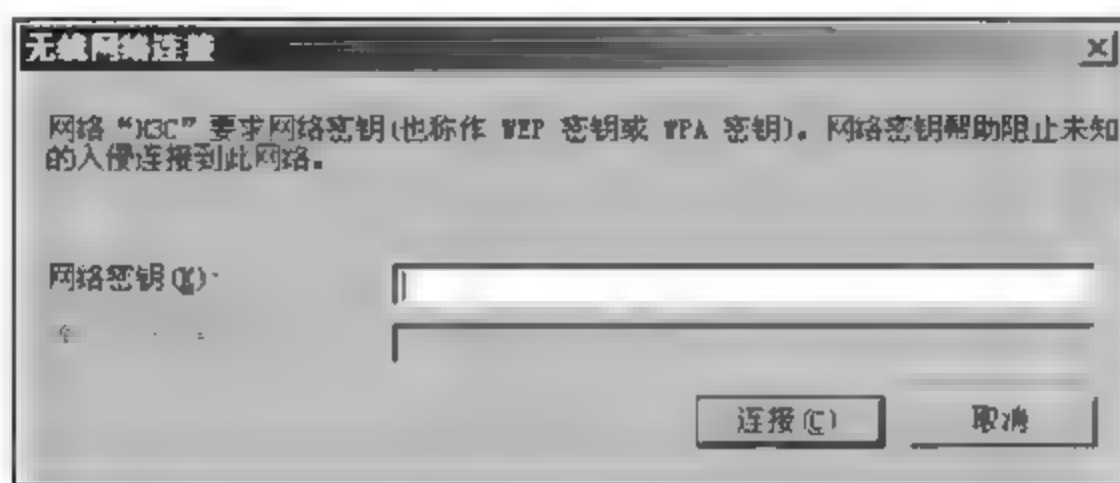 无线网络连接
网络“H3C”要求网络密钥(也称作 WEP 密钥或 WPA 密钥)。网络密钥帮助阻止未知
的入侵连接到此网络。
网络密钥(K):
连接(C)
取消